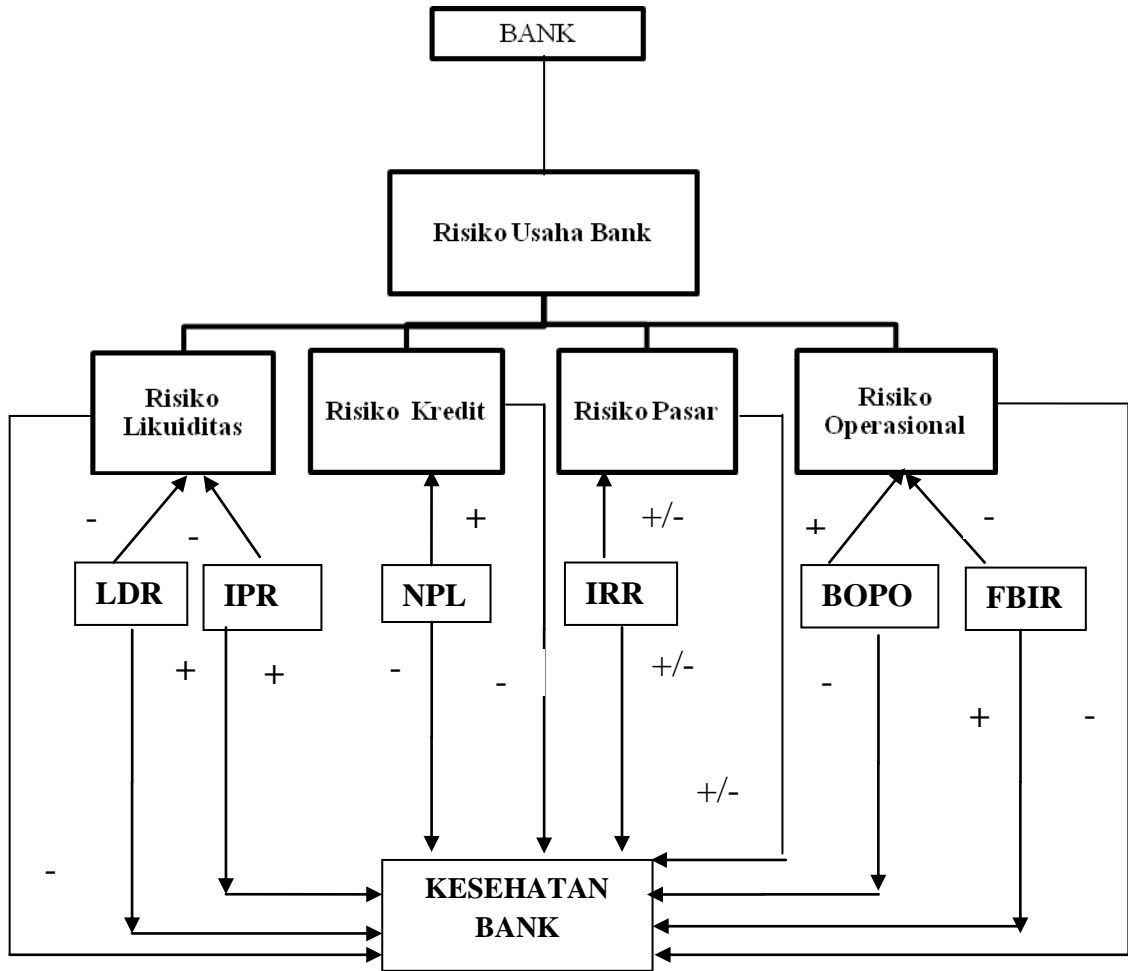 BANK
Risiko Usaha Bank
Risiko
Likuiditas
Risiko Kredit
Risiko Pasar
Risiko
Operasional
-
-
+
+/-
+
-
LDR
IPR
NPL
IRR
BOPO
FBIR
+
+
-
-
+/-
-
+
-
+/-
-
KESEHATAN
BANK